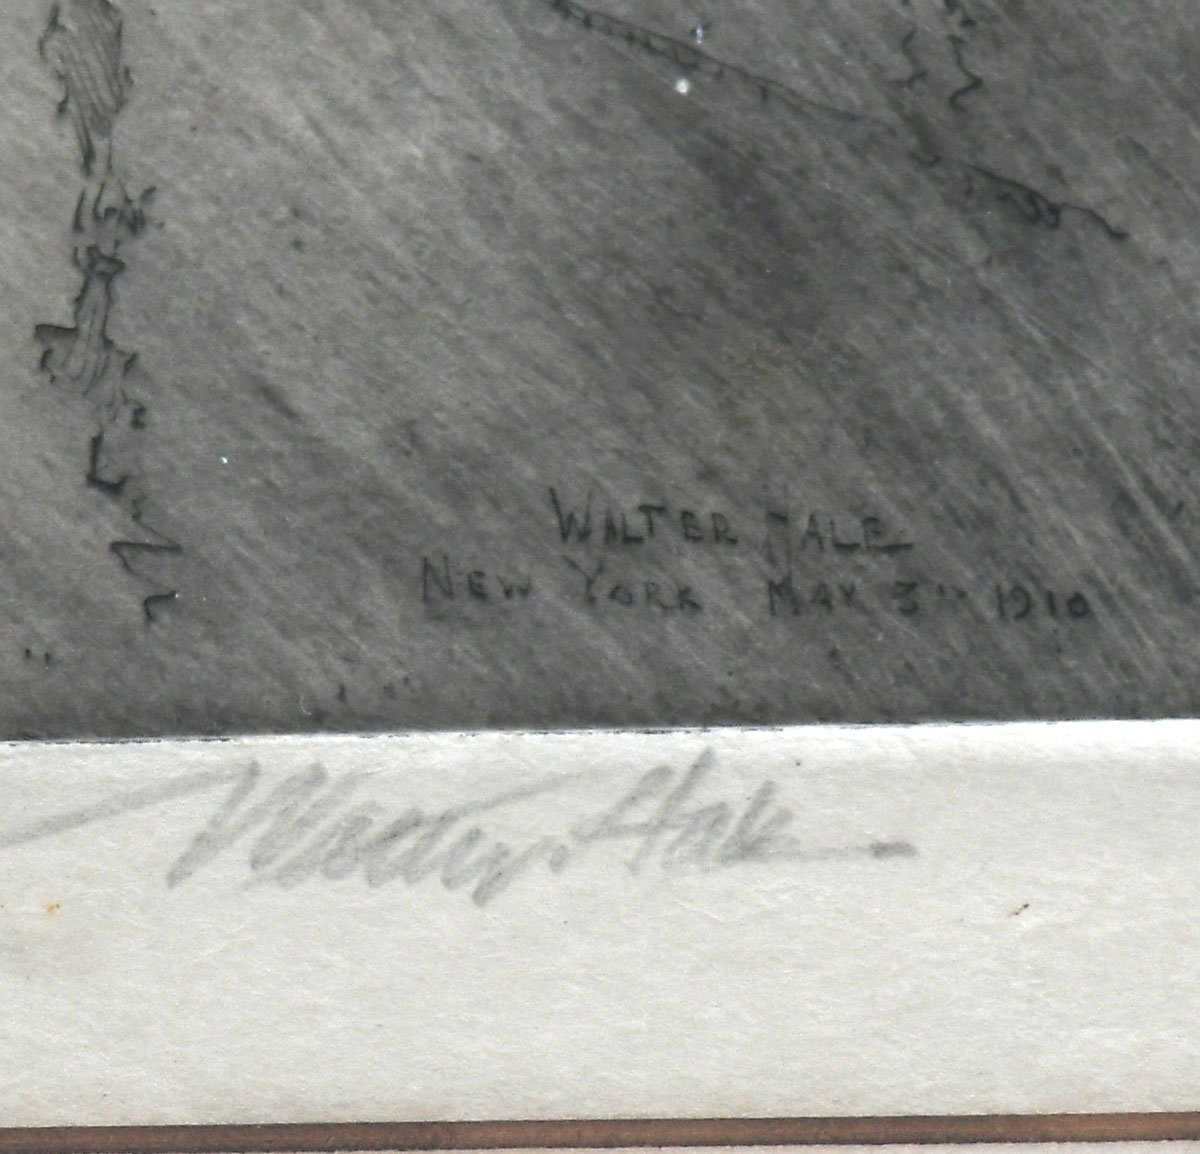 WALTER HALE
NEW YORK MAY 3RD 1910
Walter Hale